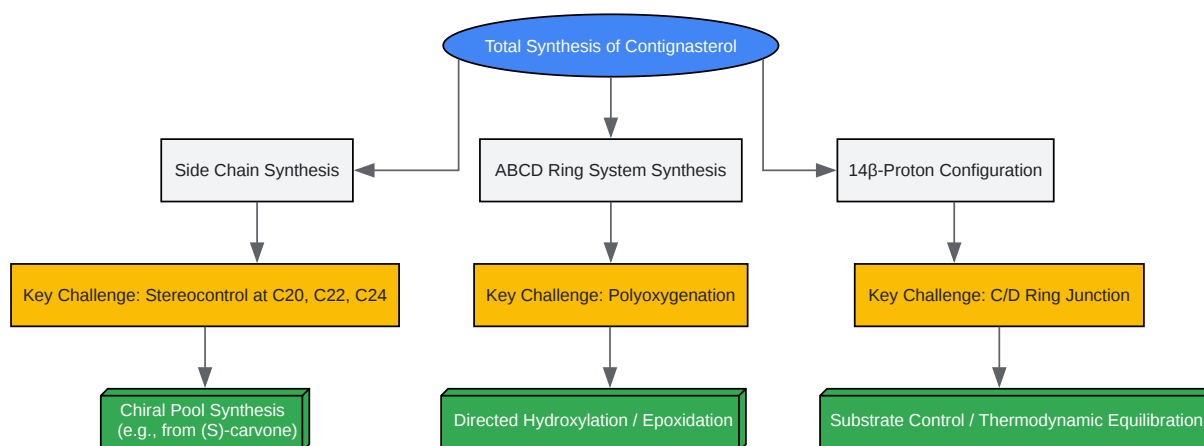 Total Synthesis of Contignasterol
Side Chain Synthesis
ABCD Ring System Synthesis
14β-Proton Configuration
Key Challenge: Stereocontrol at C20, C22, C24
Key Challenge: Polyoxygenation
Key Challenge: C/D Ring Junction
Chiral Pool Synthesis
(e.g., from (S)-carvone)
Directed Hydroxylation / Epoxidation
Substrate Control / Thermodynamic Equilibration